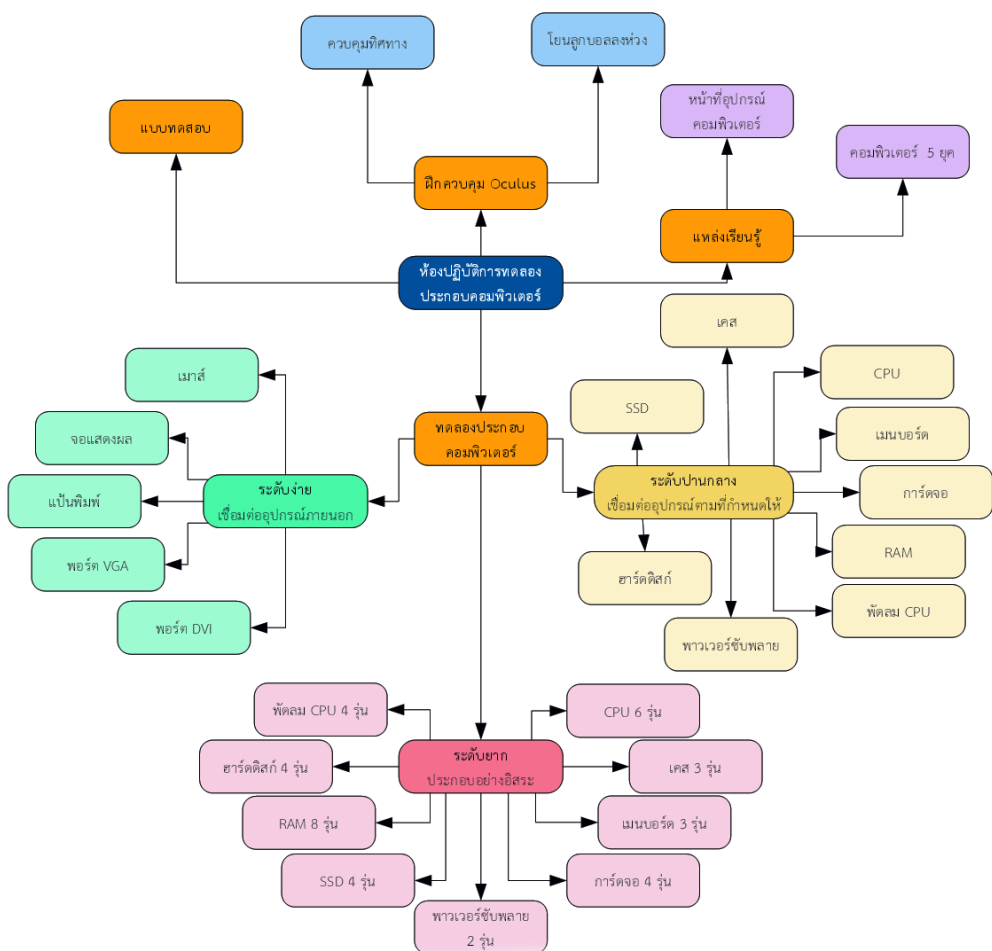 ควบคุมทิศทาง
โยนลูกบอลลงห่วง
หน้าที่อุปกรณ์
คอมพิวเตอร์
แบบทดสอบ
คอมพิวเตอร์ 5 ยุค
ฝึกควบคุม Oculus
แหล่งเรียนรู้
ห้องปฏิบัติการทดลอง
ประกอบคอมพิวเตอร์
เคส
เมาส์
CPU
SSD
จอแสดงผล
ทดลองประกอบ
คอมพิวเตอร์
เมนบอร์ด
แป้นพิมพ์
ระดับง่าย
เชื่อมต่ออุปกรณ์ภายนอก
ระดับปานกลาง
เชื่อมต่ออุปกรณ์ตามที่กำหนดให้
การ์ดจอ
พอร์ต VGA
RAM
ฮาร์ดดิสก์
พอร์ต DVI
พัดลม CPU
พาวเวอร์ซับพลาย
พัดลม CPU 4 รุ่น
CPU 6 รุ่น
ฮาร์ดดิสก์ 4 รุ่น
ระดับยาก
ประกอบอย่างอิสระ
เคส 3 รุ่น
RAM 8 รุ่น
เมนบอร์ด 3 รุ่น
SSD 4 รุ่น
การ์ดจอ 4 รุ่น
พาวเวอร์ซับพลาย
2 รุ่น